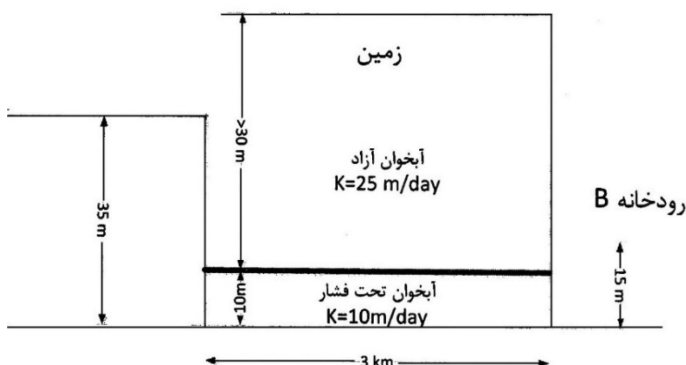 زمین
>30 m
آبخوان آزاد
K=25 m/day
35 m
رودخانه B
15 m
10m
آبخوان تحت فشار
K=10m/day
3 km